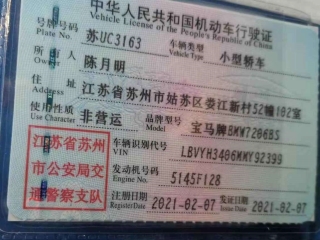 中华人民共和国机动车行驶证
Vehicle License of the People's Republic of China
号牌号码 苏UC3163 车辆类型 小型轿车
Plate No. Vehicle Type
所有人 陈月明
Owner
住址 江苏省苏州市姑苏区娄江新村52幢102室
Address
使用性质 非营运 品牌型号 宝马牌BMW7206BS
Use Character Model
江苏省苏州市公安局交通警察支队
车辆识别代号 LBVYH3406MMY92399
VIN
发动机号码 5145F128
Engine No.
注册日期 2021-02-07 发证日期 2021-02-07
Register Date Issue Date